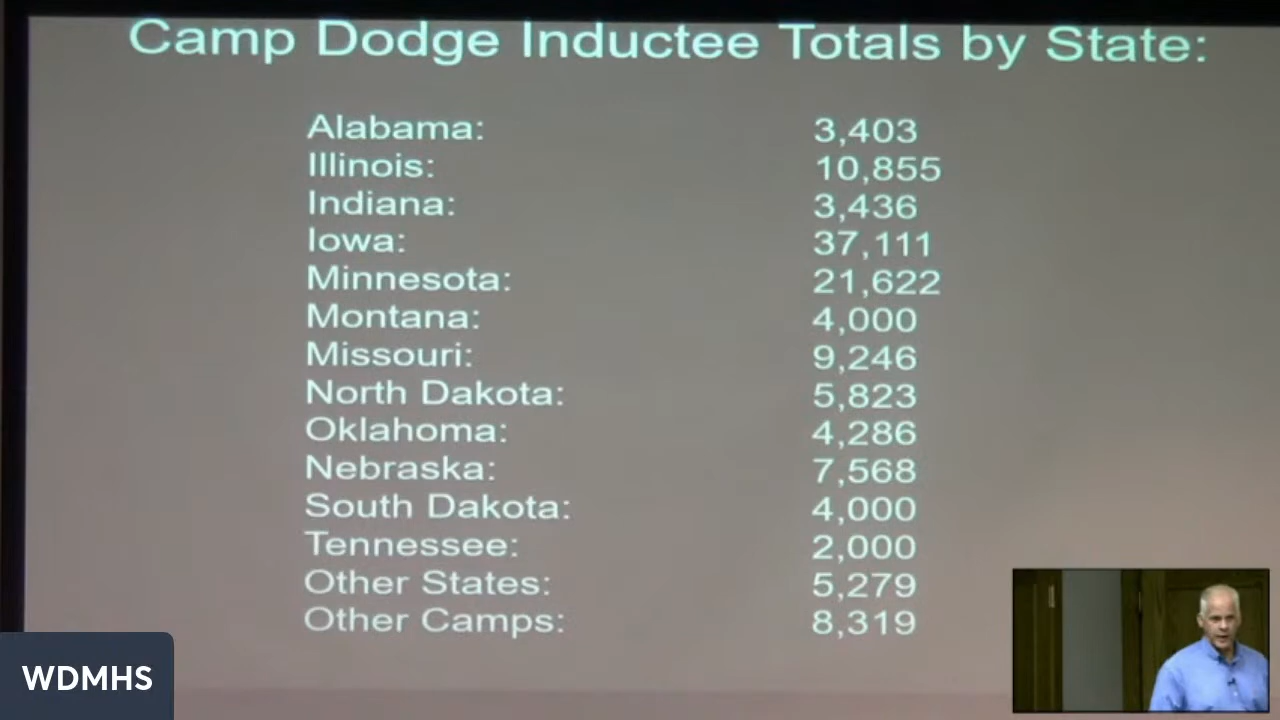 Camp Dodge Inductee Totals by State:
Alabama: 3,403
Illinois: 10,855
Indiana: 3,436
Iowa: 37,111
Minnesota: 21,622
Montana: 4,000
Missouri: 9,246
North Dakota: 5,823
Oklahoma: 4,286
Nebraska: 7,568
South Dakota: 4,000
Tennessee: 2,000
Other States: 5,279
Other Camps: 8,319
WDMHS